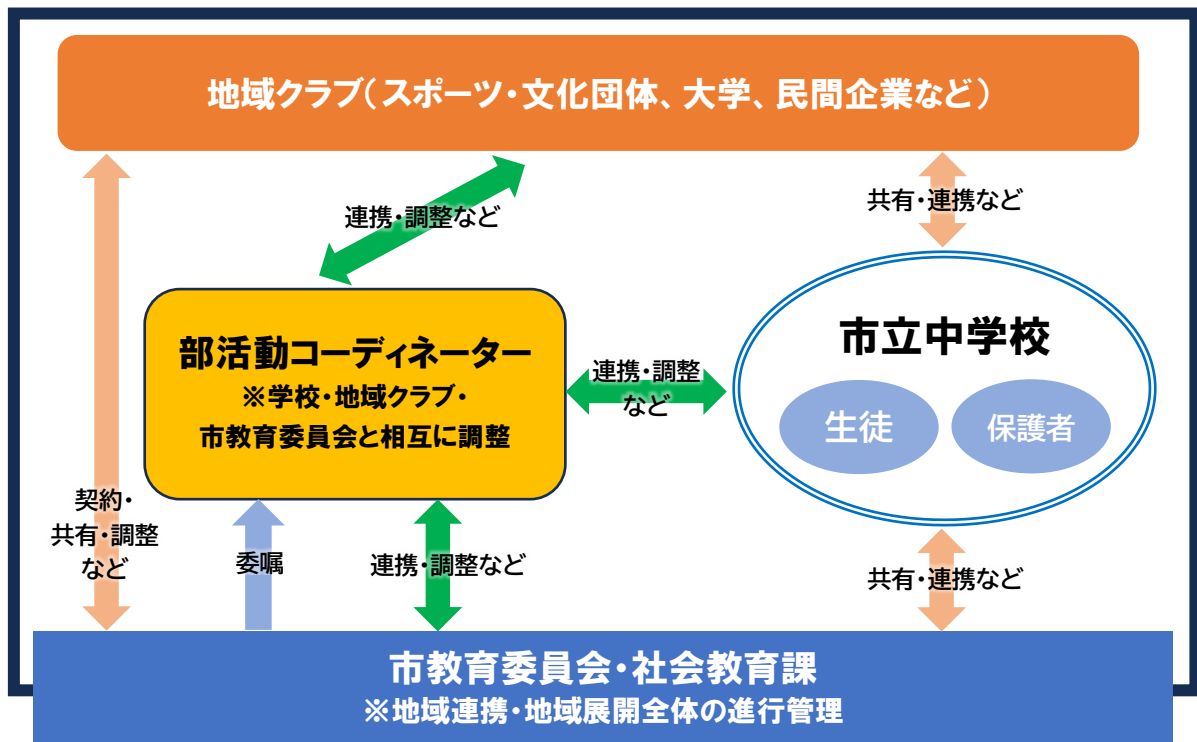 地域クラブ（スポーツ・文化団体、大学、民間企業など）
連携・調整など
共有・連携など
部活動コーディネーター
※学校・地域クラブ・
市教育委員会と相互に調整
連携・調整
など
市立中学校
生徒
保護者
契約・
共有・調整
など
委嘱
連携・調整など
共有・連携など
市教育委員会・社会教育課
※地域連携・地域展開全体の進行管理